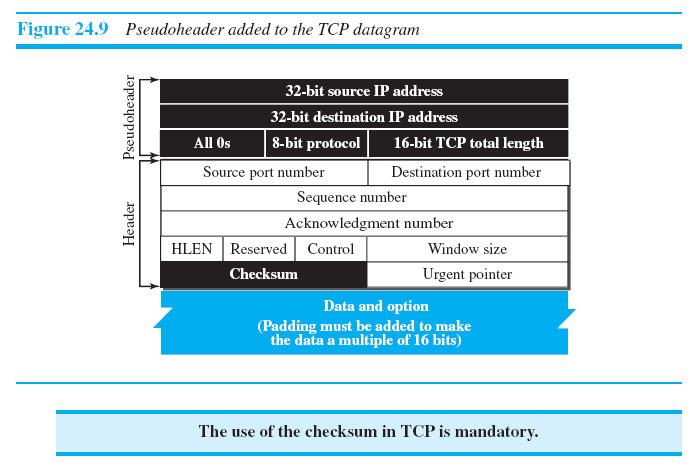 Figure 24.9 Pseudoheader added to the TCP datagram
Pseudoheader
32-bit source IP address
32-bit destination IP address
All 0s 8-bit protocol 16-bit TCP total length
Header
Source port number Destination port number
Sequence number
Acknowledgment number
HLEN Reserved Control Window size
Checksum Urgent pointer
Data and option
(Padding must be added to make
the data a multiple of 16 bits)
The use of the checksum in TCP is mandatory.